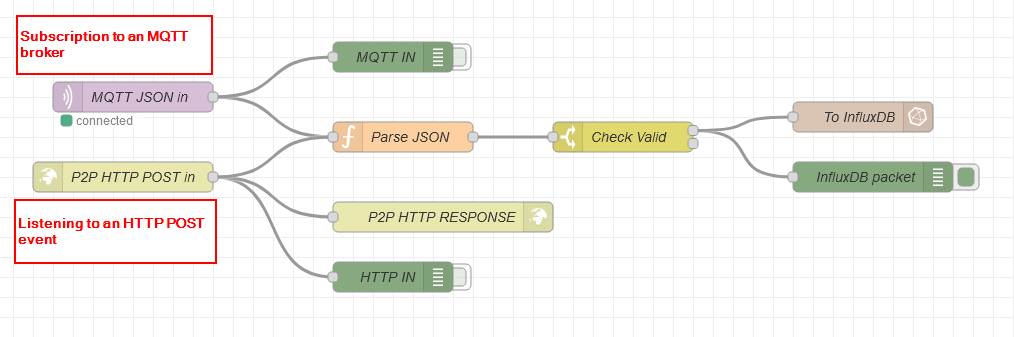 Subscription to an MQTT
broker
MQTT IN
MQTT JSON in
connected
Parse JSON
Check Valid
To InfluxDB
P2P HTTP POST in
InfluxDB packet
Listening to an HTTP POST
event
P2P HTTP RESPONSE
HTTP IN